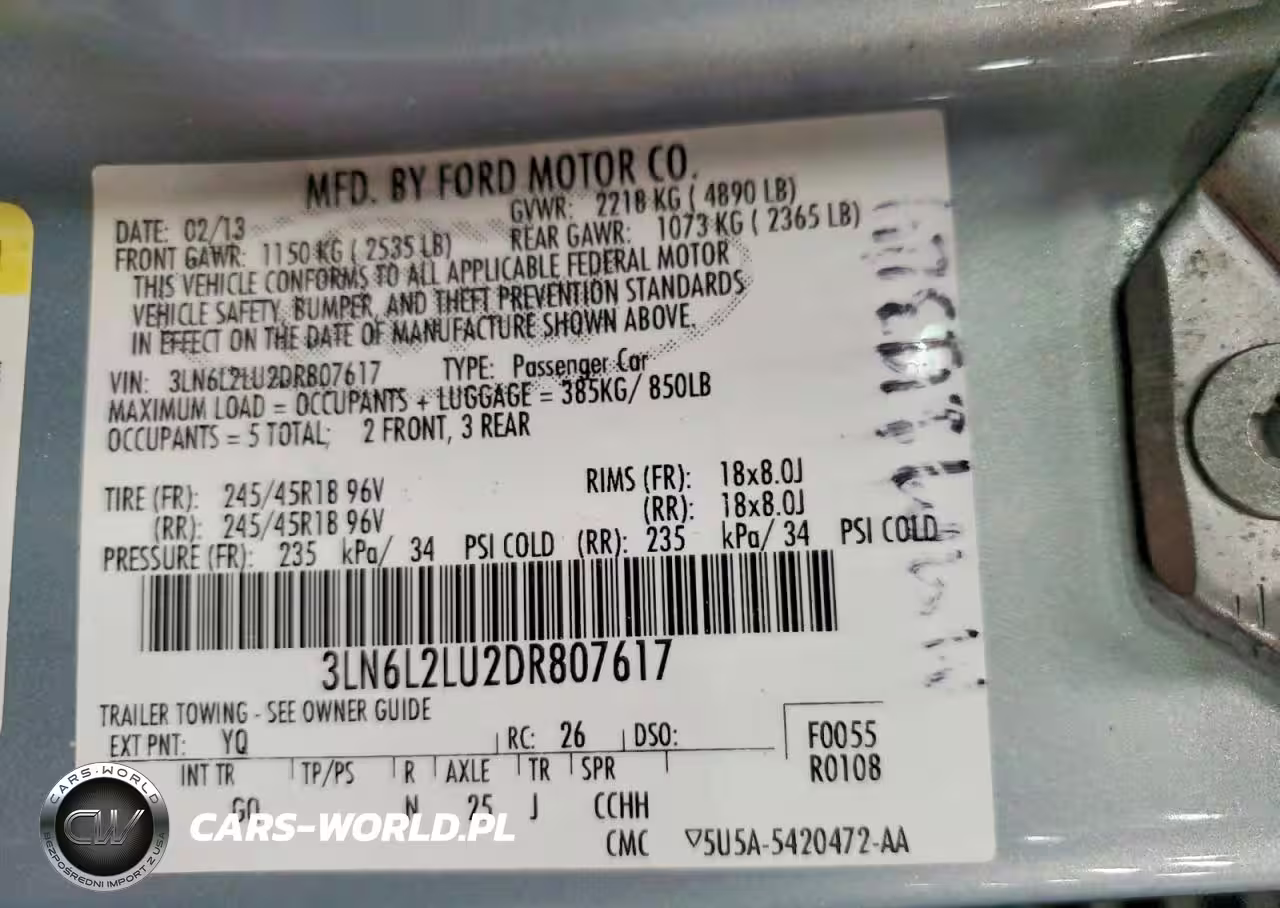 MFD. BY FORD MOTOR CO.
DATE: 02/13 GVWR: 2218 KG ( 4890 LB)
FRONT GAWR: 1150 KG ( 2535 LB) REAR GAWR: 1073 KG ( 2365 LB)
THIS VEHICLE CONFORMS TO ALL APPLICABLE FEDERAL MOTOR
VEHICLE SAFETY, BUMPER, AND THEFT PREVENTION STANDARDS
IN EFFECT ON THE DATE OF MANUFACTURE SHOWN ABOVE.
VIN: 3LN6L2LU2DR807617 TYPE: Passenger Car
MAXIMUM LOAD = OCCUPANTS + LUGGAGE = 385KG/ 850LB
OCCUPANTS = 5 TOTAL; 2 FRONT, 3 REAR
TIRE (FR): 245/45R18 96V RIMS (FR): 18x8.0J
(RR): 245/45R18 96V (RR): 18x8.0J
PRESSURE (FR): 235 kPa/ 34 PSI COLD (RR): 235 kPa/ 34 PSI COLD
3LN6L2LU2DR807617
TRAILER TOWING - SEE OWNER GUIDE
EXT PNT: YQ RC: 26 DSO: F0055
INT TR TP/PS R AXLE TR SPR R0108
N 25 J CCHH
CMC ▽5U5A-5420472-AA
CARS-WORLD
CW
BEZPOŚREDNI IMPORT Z USA
CARS-WORLD.PL